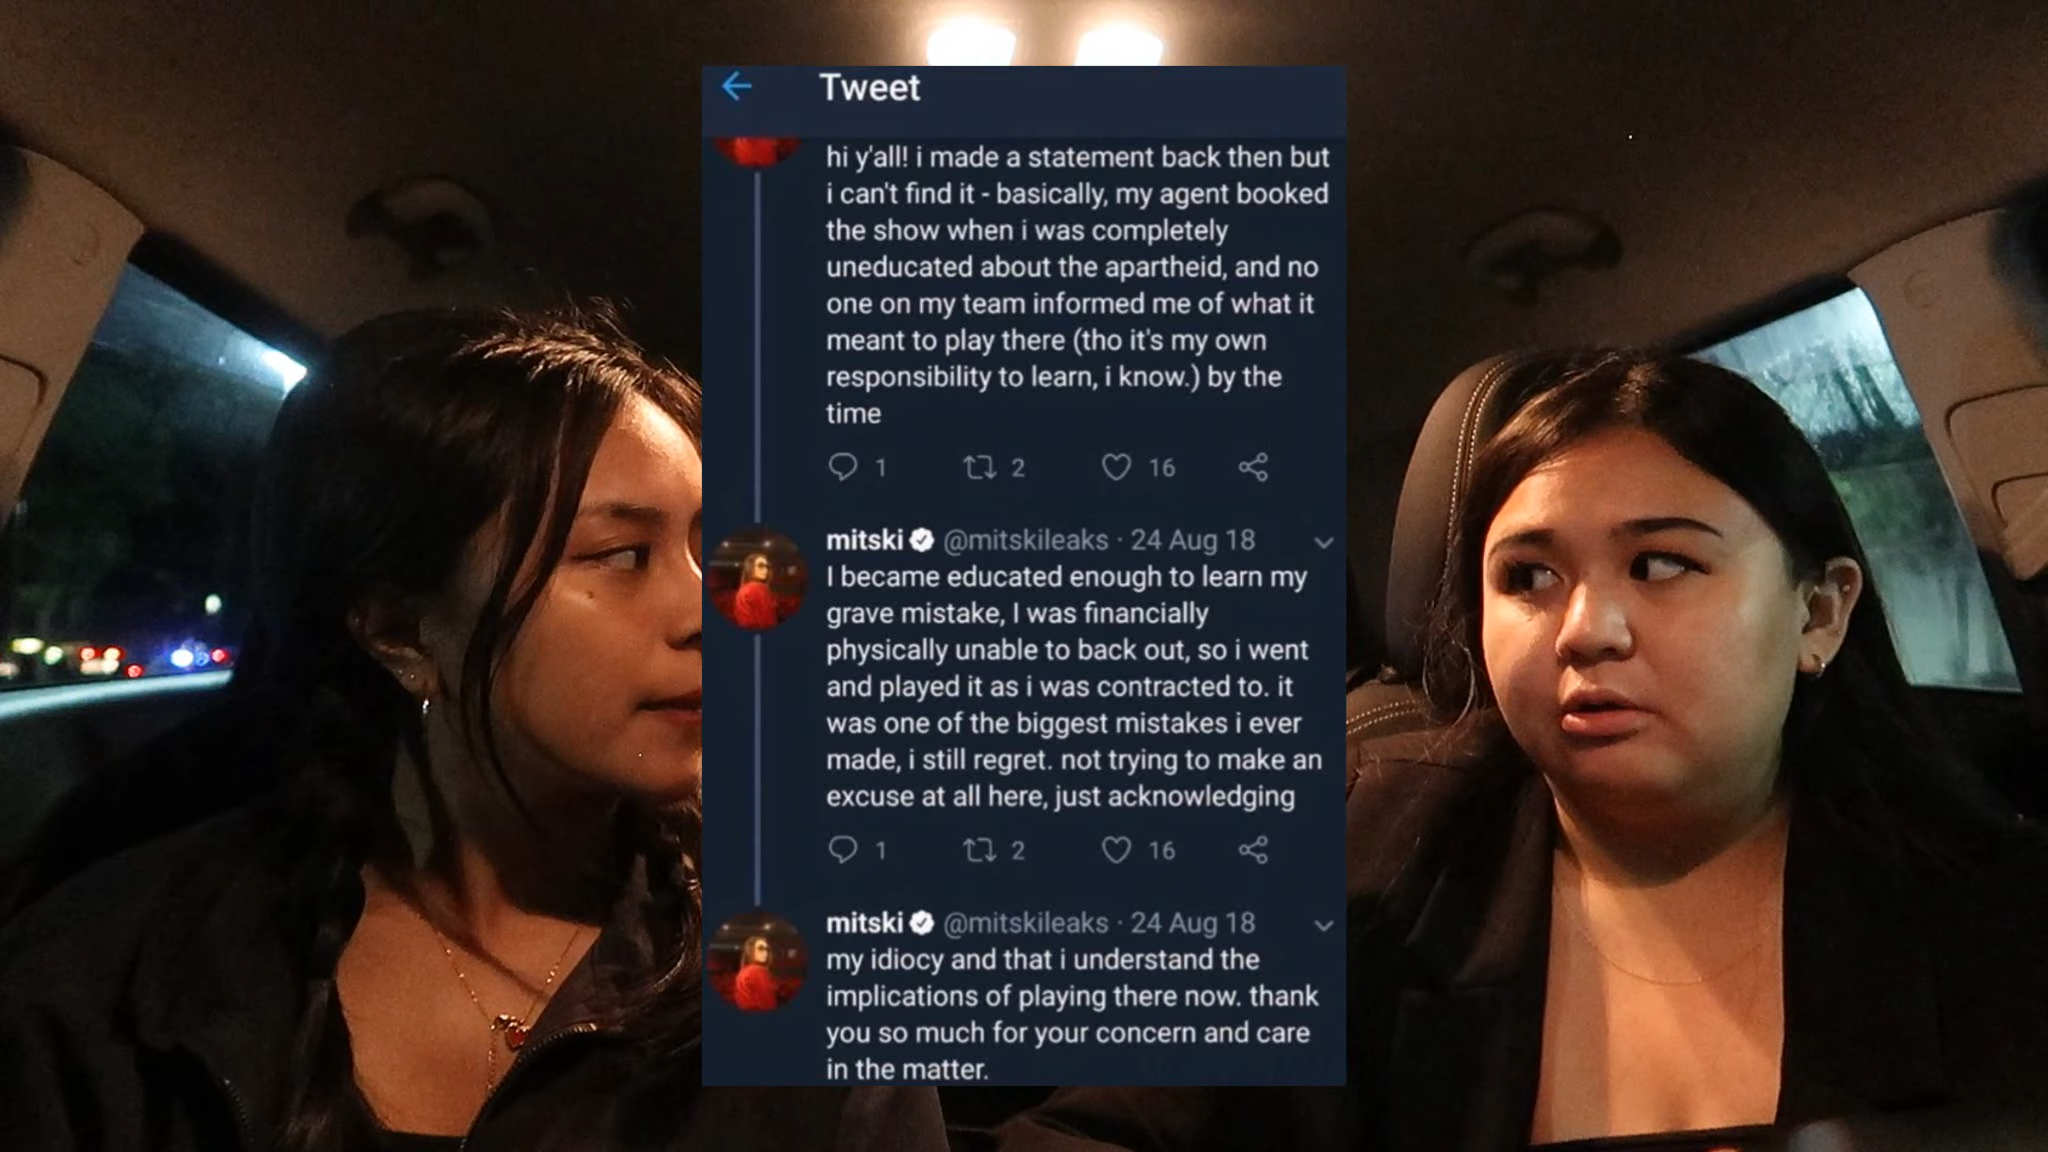 Tweet
hi y'all! i made a statement back then but
i can't find it - basically, my agent booked
the show when i was completely
uneducated about the apartheid, and no
one on my team informed me of what it
meant to play there (tho it's my own
responsibility to learn, i know.) by the
time
1 2 16
mitski @mitskileaks · 24 Aug 18
I became educated enough to learn my
grave mistake, I was financially
physically unable to back out, so i went
and played it as i was contracted to. it
was one of the biggest mistakes i ever
made, i still regret. not trying to make an
excuse at all here, just acknowledging
1 2 16
mitski @mitskileaks · 24 Aug 18
my idiocy and that i understand the
implications of playing there now. thank
you so much for your concern and care
in the matter.